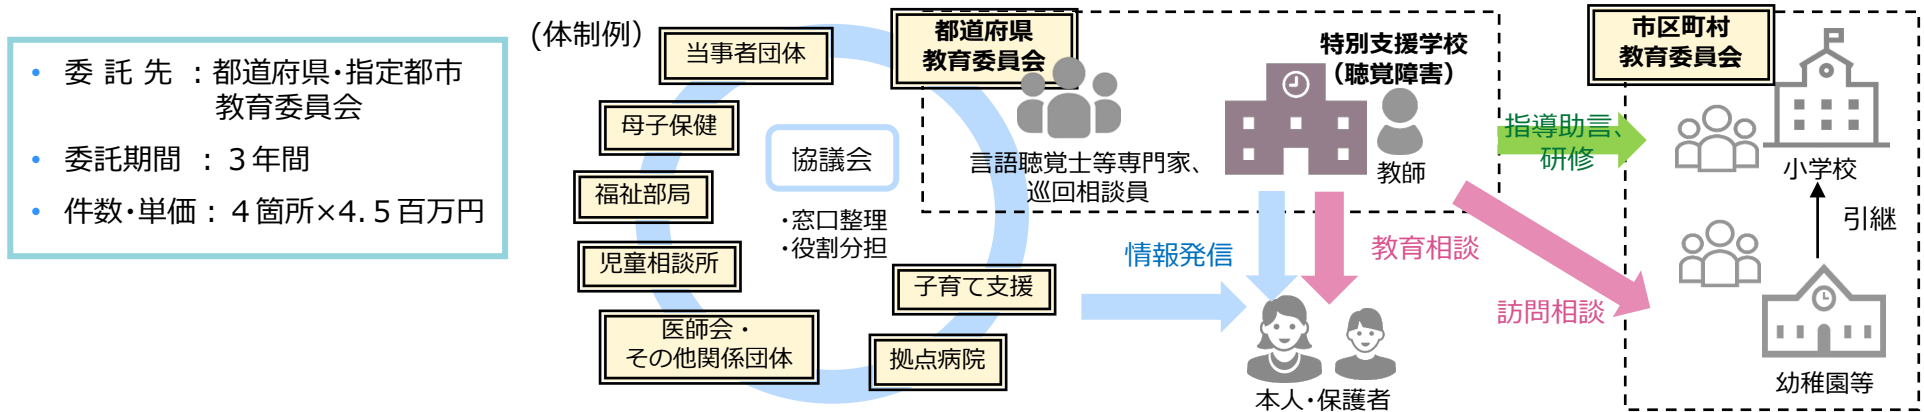 • 委 託 先 ：都道府県･指定都市
教育委員会
• 委託期間 ：３年間
• 件数･単価：４箇所×4.５百万円
(体制例）
当事者団体
母子保健
福祉部局
児童相談所
医師会・
その他関係団体
拠点病院
子育て支援
協議会
・窓口整理
・役割分担
都道府県
教育委員会
言語聴覚士等専門家、
巡回相談員
特別支援学校
（聴覚障害）
教師
情報発信
教育相談
本人･保護者
指導助言、
研修
訪問相談
市区町村
教育委員会
小学校
引継
幼稚園等